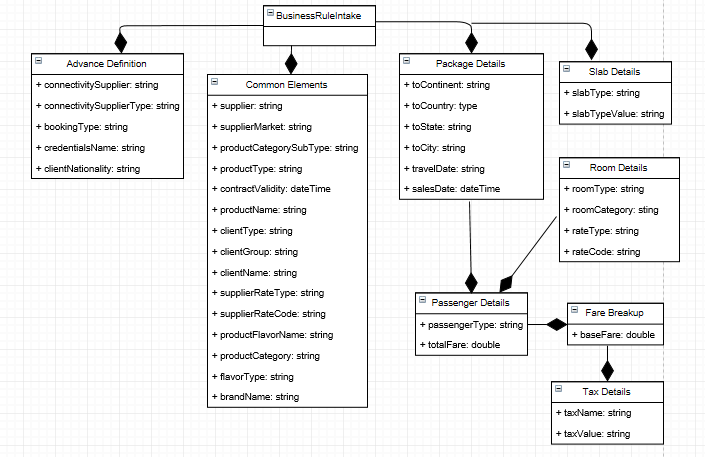 BusinessRuleIntake
Advance Definition
+ connectivitySupplier: string
+ connectivitySupplierType: string
+ bookingType: string
+ credentialsName: string
+ clientNationality: string
Common Elements
+ supplier: string
+ supplierMarket: string
+ productCategorySubType: string
+ productType: string
+ contractValidity: dateTime
+ productName: string
+ clientType: string
+ clientGroup: string
+ clientName: string
+ supplierRateType: string
+ supplierRateCode: string
+ productFlavorName: string
+ productCategory: string
+ flavorType: string
+ brandName: string
Package Details
+ toContinent: string
+ toCountry: type
+ toState: string
+ toCity: string
+ travelDate: string
+ salesDate: dateTime
Slab Details
+ slabType: string
+ slabTypeValue: string
Room Details
+ roomType: string
+ roomCategory: sting
+ rateType: string
+ rateCode: string
Passenger Details
+ passengerType: string
+ totalFare: double
Fare Breakup
+ baseFare: double
Tax Details
+ taxName: string
+ taxValue: string